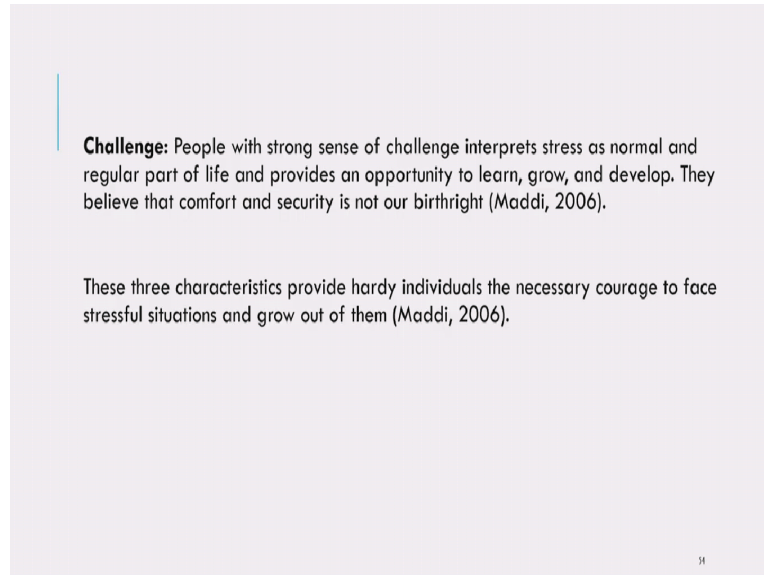 Challenge: People with strong sense of challenge interprets stress as normal and
regular part of life and provides an opportunity to learn, grow, and develop. They
believe that comfort and security is not our birthright (Maddi, 2006).
These three characteristics provide hardy individuals the necessary courage to face
stressful situations and grow out of them (Maddi, 2006).